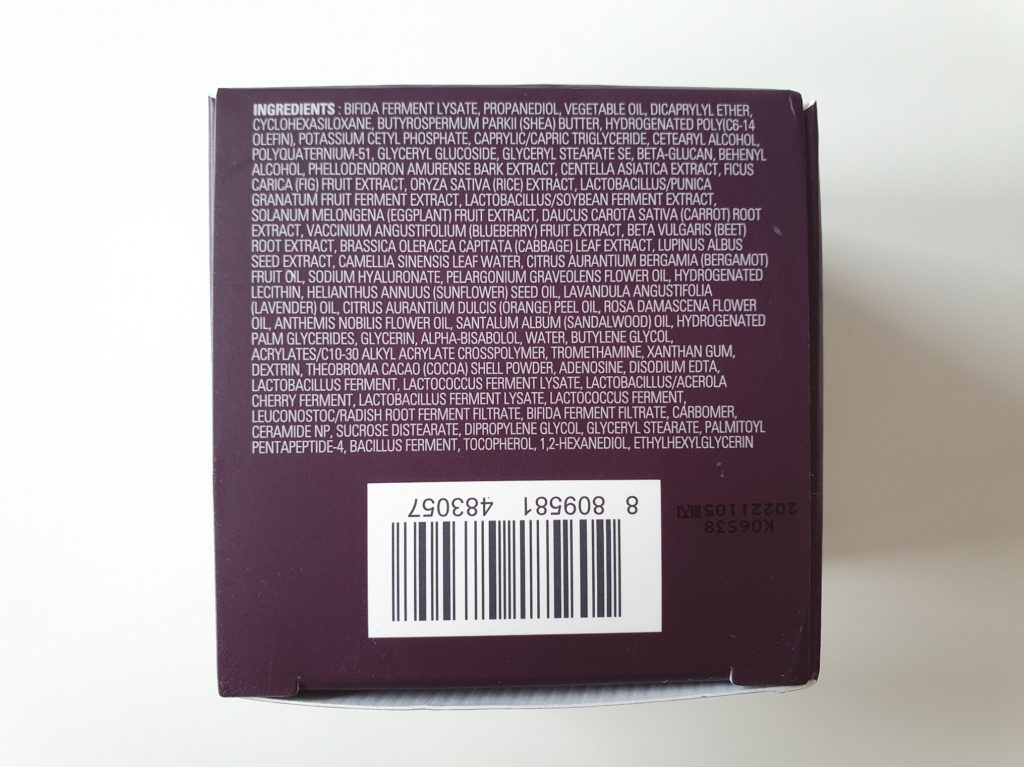 INGREDIENTS : BIFIDA FERMENT LYSATE, PROPANEDIOL, VEGETABLE OIL, DICAPRYLYL ETHER,
CYCLOHEXASILOXANE, BUTYROSPERMUM PARKII (SHEA) BUTTER, HYDROGENATED POLY(C6-14
OLEFIN), POTASSIUM CETYL PHOSPHATE, CAPRYLIC/CAPRIC TRIGLYCERIDE, CETEARYL ALCOHOL,
POLYQUATERNIUM-51, GLYCERYL GLUCOSIDE, GLYCERYL STEARATE SE, BETA-GLUCAN, BEHENYL
ALCOHOL, PHELLODENDRON AMURENSE BARK EXTRACT, CENTELLA ASIATICA EXTRACT, FICUS
CARICA (FIG) FRUIT EXTRACT, ORYZA SATIVA (RICE) EXTRACT, LACTOBACILLUS/PUNICA
GRANATUM FRUIT FERMENT EXTRACT, LACTOBACILLUS/SOYBEAN FERMENT EXTRACT,
SOLANUM MELONGENA (EGGPLANT) FRUIT EXTRACT, DAUCUS CAROTA SATIVA (CARROT) ROOT
EXTRACT, VACCINIUM ANGUSTIFOLIUM (BLUEBERRY) FRUIT EXTRACT, BETA VULGARIS (BEET)
ROOT EXTRACT, BRASSICA OLERACEA CAPITATA (CABBAGE) LEAF EXTRACT, LUPINUS ALBUS
SEED EXTRACT, CAMELLIA SINENSIS LEAF WATER, CITRUS AURANTIUM BERGAMIA (BERGAMOT)
FRUIT OIL, SODIUM HYALURONATE, PELARGONIUM GRAVEOLENS FLOWER OIL, HYDROGENATED
LECITHIN, HELIANTHUS ANNUUS (SUNFLOWER) SEED OIL, LAVANDULA ANGUSTIFOLIA
(LAVENDER) OIL, CITRUS AURANTIUM DULCIS (ORANGE) PEEL OIL, ROSA DAMASCENA FLOWER
OIL, ANTHEMIS NOBILIS FLOWER OIL, SANTALUM ALBUM (SANDALWOOD) OIL, HYDROGENATED
PALM GLYCERIDES, GLYCERIN, ALPHA-BISABOLOL, WATER, BUTYLENE GLYCOL,
ACRYLATES/C10-30 ALKYL ACRYLATE CROSSPOLYMER, TROMETHAMINE, XANTHAN GUM,
DEXTRIN, THEOBROMA CACAO (COCOA) SHELL POWDER, ADENOSINE, DISODIUM EDTA,
LACTOBACILLUS FERMENT, LACTOCOCCUS FERMENT LYSATE, LACTOBACILLUS/ACEROLA
CHERRY FERMENT, LACTOBACILLUS FERMENT LYSATE, LACTOCOCCUS FERMENT,
LEUCONOSTOC/RADISH ROOT FERMENT FILTRATE, BIFIDA FERMENT FILTRATE, CARBOMER,
CERAMIDE NP, SUCROSE DISTEARATE, DIPROPYLENE GLYCOL, GLYCERYL STEARATE, PALMITOYL
PENTAPEPTIDE-4, BACILLUS FERMENT, TOCOPHEROL, 1,2-HEXANEDIOL, ETHYLHEXYLGLYCERIN
8 809581 483057
K06S38
20221105까지